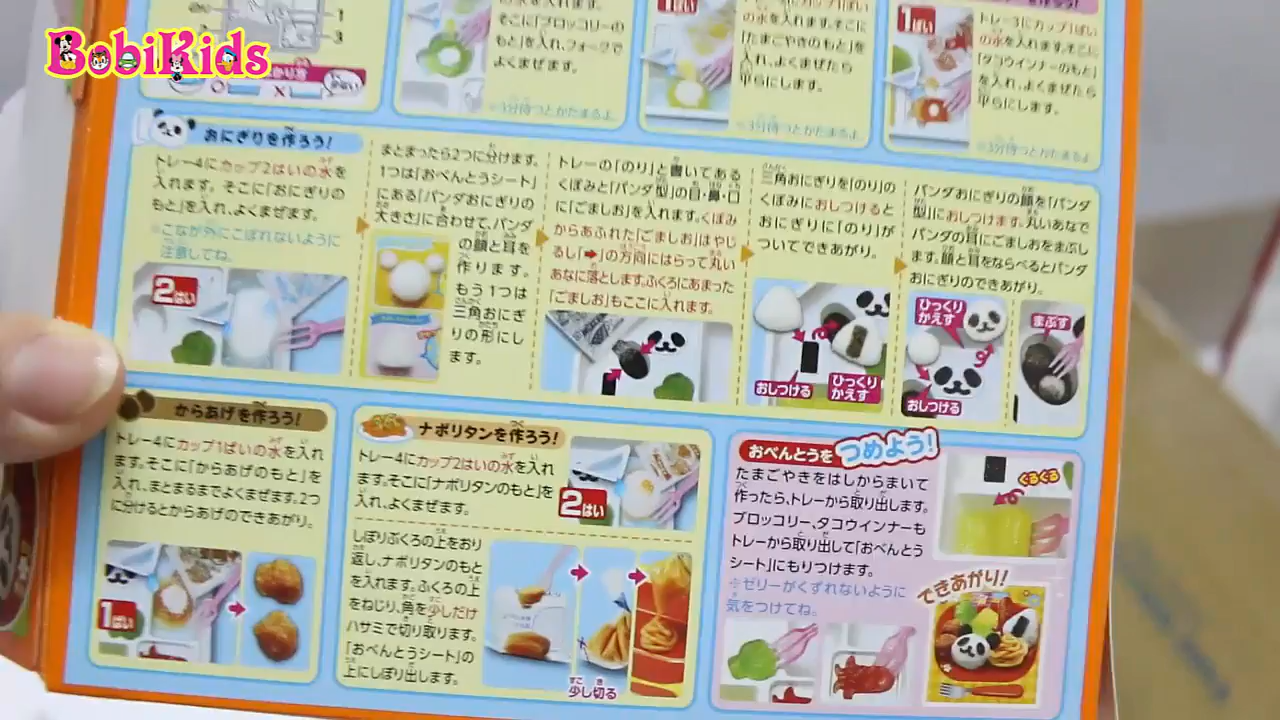 BobiKids
1
3
そこに「ブロッコリーの
もと」を入れ、フォークで
よくまぜます。
※3分待つとかたまるよ
1ぱい
の水を入れます。そこに
「たまごやきのもと」を
入れ、よくまぜたら
平らにします。
※3分待つとかたまるよ
1ぱい
トレー3にカップ1ぱい
の水を入れます。そこに
「タコウインナーのもと」
を入れ、よくまぜたら
平らにします。
※3分待つとかたまるよ
おにぎりを作ろう!
トレー4にカップ2はいの水を
入れます。そこに「おにぎりの
もと」を入れ、よくまぜます。
※こなが外にこぼれないように
注意してね。
2はい
まとまったら2つに分けます。
1つは「おべんとうシート」
にある「パンダおにぎりの
大きさ」に合わせて、パンダ
の顔と耳を
作ります。
もう1つは
三角おにぎ
りの形にし
ます。
トレーの「のり」と書いてある
くぼみと「パンダ型」の目・鼻・口
に「ごましお」を入れます。くぼみ
からあふれた「ごましお」はやじ
るし「➡」の方向にはらって丸い
あなに落とします。ふくろにあまった
「ごましお」もここに入れます。
三角おにぎりを「のり」の
くぼみにおしつけると
おにぎりに「のり」が
ついてできあがり。
おしつける
ひっくり
かえす
パンダおにぎりの顔を「パンダ
型」におしつけます。丸いあなで
パンダの耳にごましおをまぶし
ます。顔と耳をならべるとパンダ
おにぎりのできあがり。
ひっくり
かえす
おしつける
まぶす
からあげを作ろう!
トレー4にカップ1ぱいの水を入れ
ます。そこに「からあげのもと」を
入れ、まとまるまでよくまぜます。2つ
に分けるとからあげのできあがり。
1ぱい
ナポリタンを作ろう!
トレー4にカップ2はいの水を入れ
ます。そこに「ナポリタンのもと」を
入れ、よくまぜます。
2はい
しぼりぶくろの上をおり
返し、ナポリタンのもと
を入れます。ふくろの上
をねじり、角を少しだけ
ハサミで切り取ります。
「おべんとうシート」の
上にしぼり出します。
少し切る
おべんとうをつめよう!
たまごやきをはしからまいて
作ったら、トレーから取り出します。
ブロッコリー、タコウインナーも
トレーから取り出して「おべんとう
シート」にもりつけます。
※ゼリーがくずれないように
気をつけてね。
くるくる
できあがり!